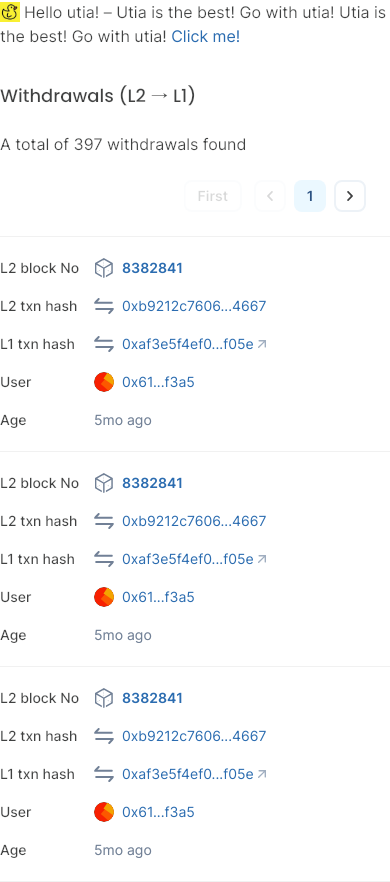 Hello utia! – Utia is the best! Go with utia! Utia is
the best! Go with utia! Click me!
Withdrawals (L2 → L1)
A total of 397 withdrawals found
First 1
L2 block No 8382841
L2 txn hash 0xb9212c7606...4667
L1 txn hash 0xaf3e5f4ef0...f05e
User 0x61...f3a5
Age 5mo ago
L2 block No 8382841
L2 txn hash 0xb9212c7606...4667
L1 txn hash 0xaf3e5f4ef0...f05e
User 0x61...f3a5
Age 5mo ago
L2 block No 8382841
L2 txn hash 0xb9212c7606...4667
L1 txn hash 0xaf3e5f4ef0...f05e
User 0x61...f3a5
Age 5mo ago